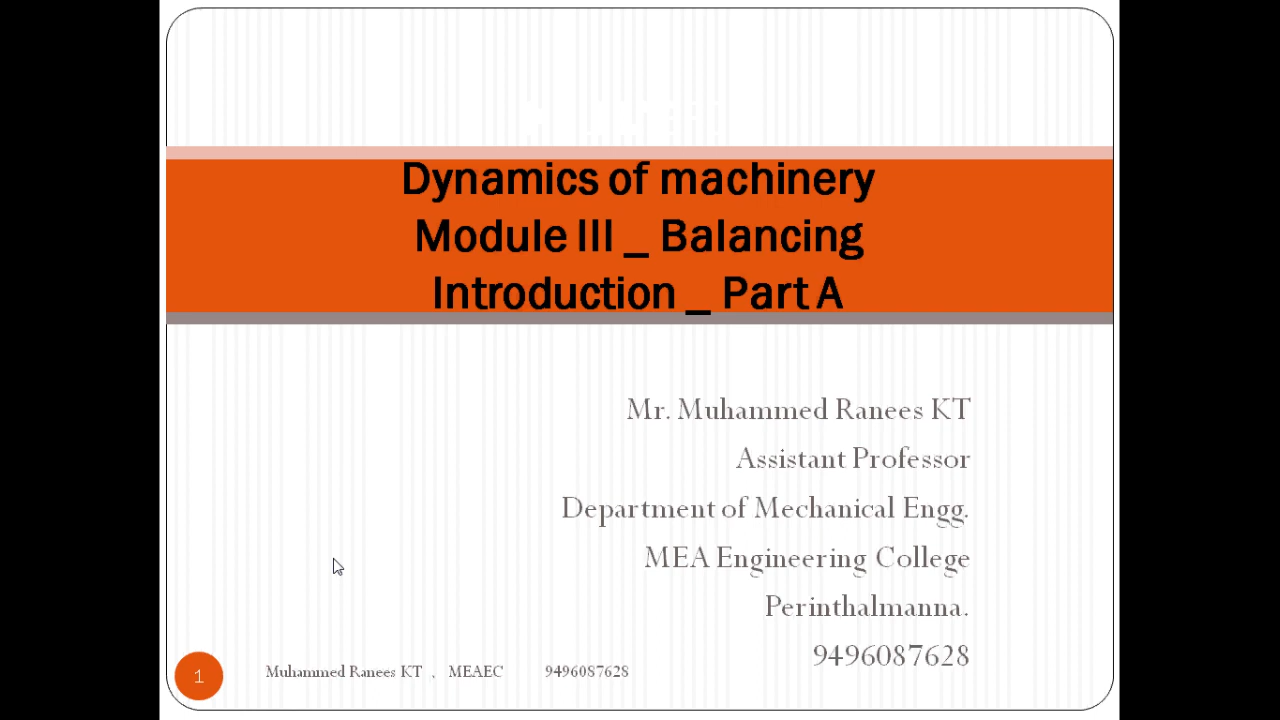 Dynamics of machinery
Module III _ Balancing
Introduction _ Part A
Mr. Muhammed Ranees KT
Assistant Professor
Department of Mechanical Engg.
MEA Engineering College
Perinthalmanna.
9496087628
1 Muhammed Ranees KT , MEAEC 9496087628